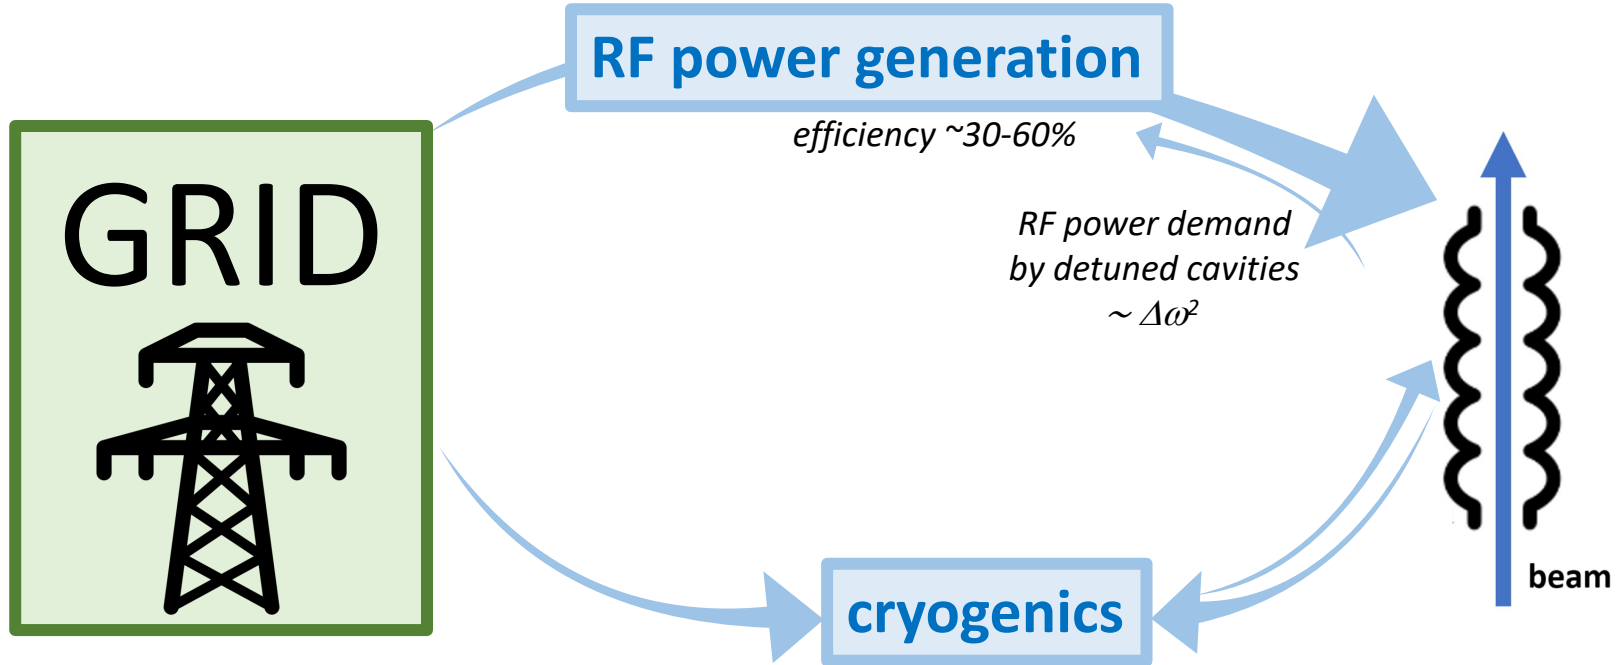 RF power generation
efficiency ~30-60%
GRID
RF power demand
by detuned cavities
~ Δω²
beam
cryogenics